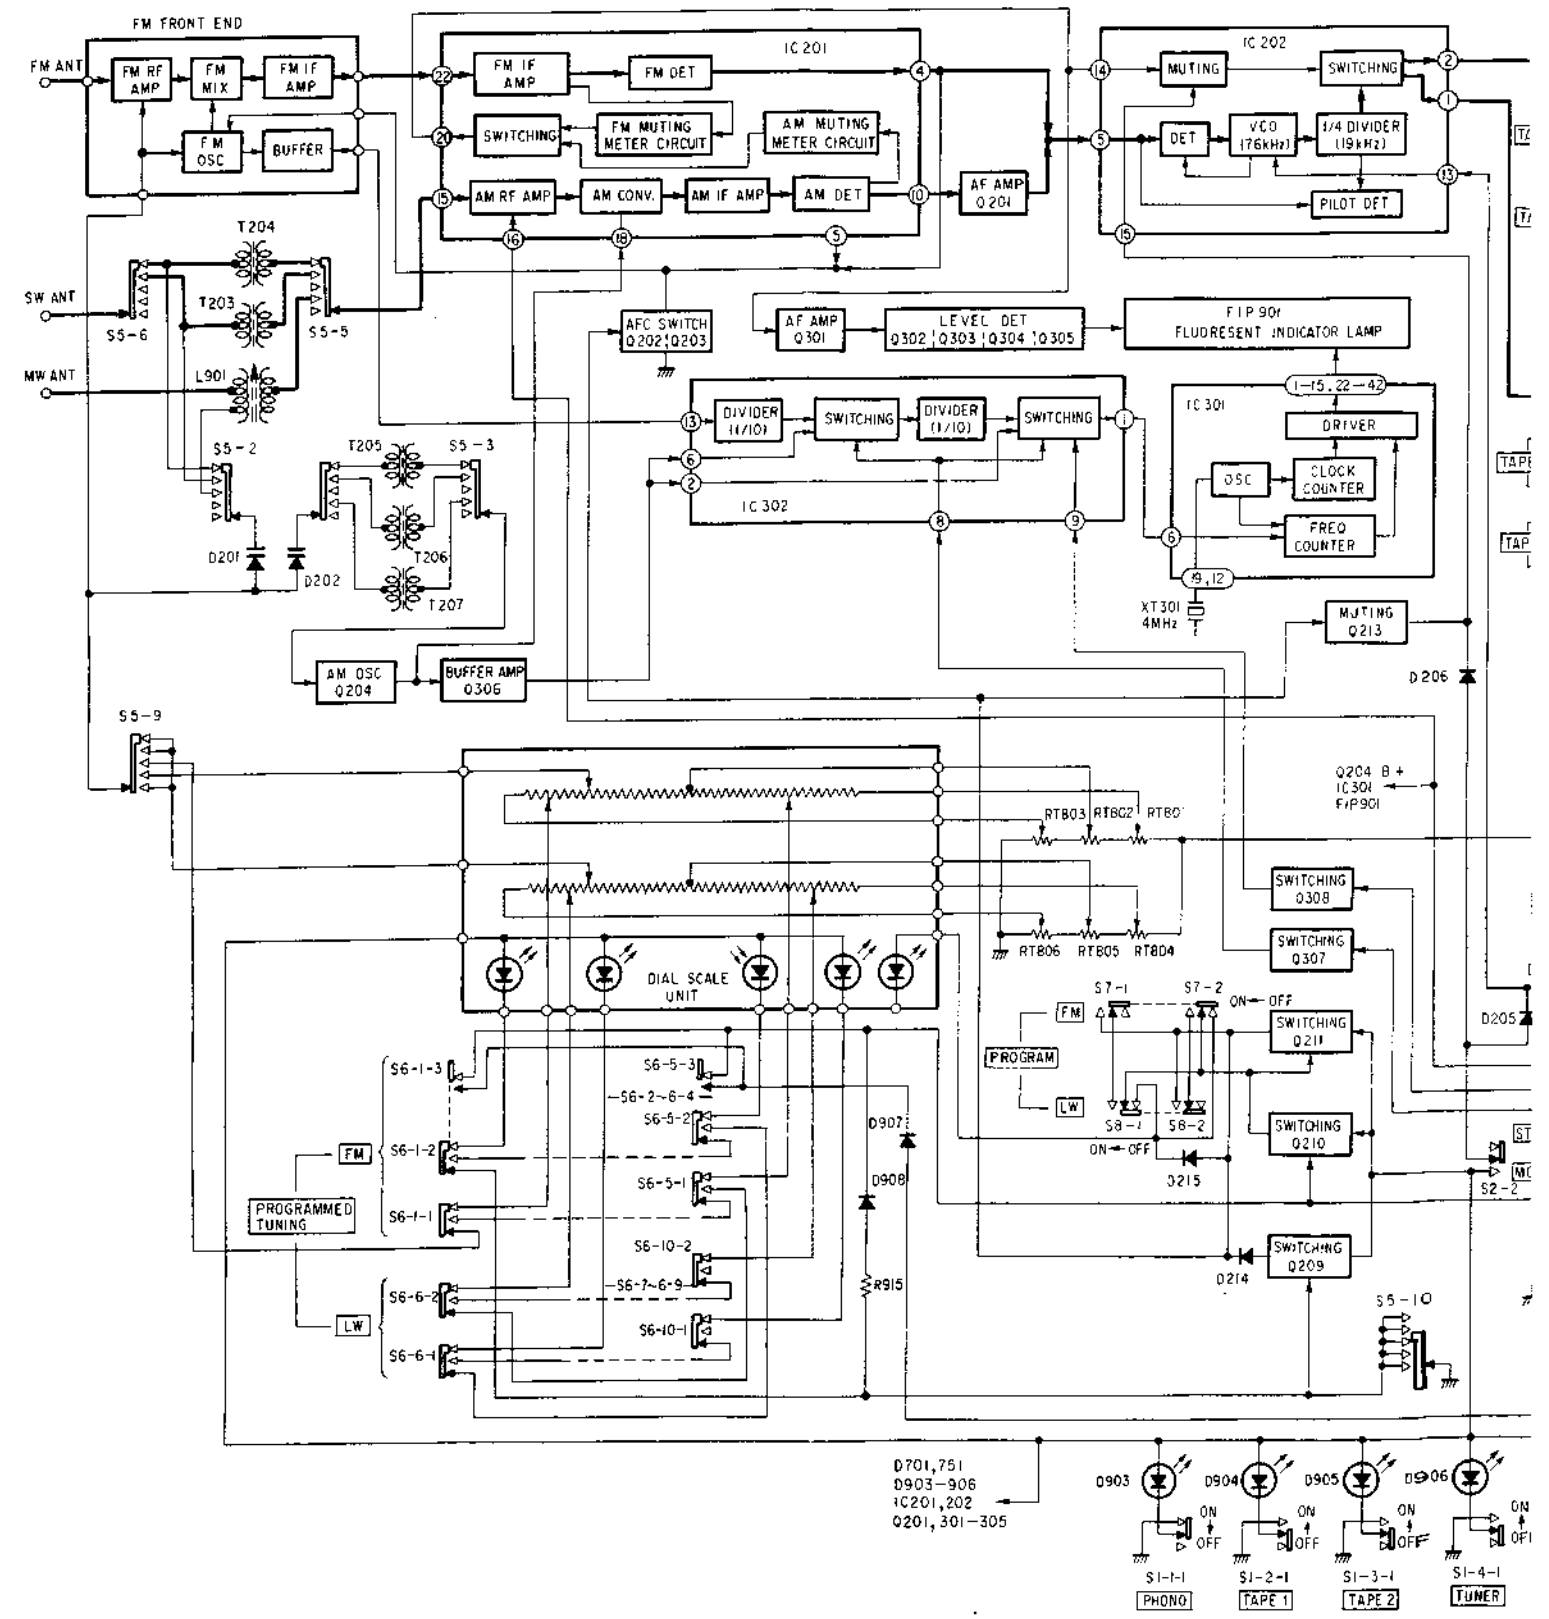 FM FRONT END
FM ANT
FM RF
AMP
FM
MIX
FM IF
AMP
FM
OSC
BUFFER
IC201
22
FM IF
AMP
FM DET
4
20
SWITCHING
FM MUTING
METER CIRCUIT
AM MUTING
METER CIRCUIT
15
AM RF AMP
AM CONV.
AM IF AMP
AM DET
10
AF AMP
Q201
16
18
5
IC202
14
MUTING
SWITCHING
2
1
5
DET
VCO
(76kHz)
1/4 DIVIDER
(19kHz)
13
PILOT DET
15
T204
SW ANT
T203
S5-6
S5-5
MW ANT
L901
AFC SWITCH
Q202 Q203
AF AMP
Q301
LEVEL DET
Q302 Q303 Q304 Q305
FIP901
FLUORESENT INDICATOR LAMP
S5-2
T205
S5-3
13
DIVIDER
(1/10)
SWITCHING
DIVIDER
(1/10)
SWITCHING
1
6
2
IC302
8
9
1-15, 22-42
IC301
DRIVER
OSC
CLOCK
COUNTER
FREQ
COUNTER
6
9, 12
XT301
4MHz
TAPE
TAP
D201
D202
T206
T207
MUTING
Q213
AM OSC
Q204
BUFFER AMP
Q306
D206
S5-9
Q204 B+
IC301
FIP901
RT803 RT802 RT80
SWITCHING
Q308
RT806 RT805 RT804
SWITCHING
Q307
DIAL SCALE
UNIT
S7-1
S7-2
ON OFF
FM
PROGRAM
SWITCHING
Q211
D205
LW
S8-1
S8-2
ON OFF
SWITCHING
Q210
ST
MO
S2-2
D215
D214
SWITCHING
Q209
S6-1-3
S6-5-3
S6-2~6-4
S6-5-2
D907
FM
S6-1-2
S6-5-1
D908
PROGRAMMED
TUNING
S6-1-1
S6-10-2
S6-7~6-9
R915
S6-6-2
LW
S6-10-1
S6-6-1
S5-10
D701,751
D903-906
IC201,202
Q201, 301-305
D903
D904
D905
D906
ON
OFF
ON
OFF
ON
OFF
ON
S1-1-1
S1-2-1
S1-3-1
S1-4-1
PHONO
TAPE 1
TAPE 2
TUNER